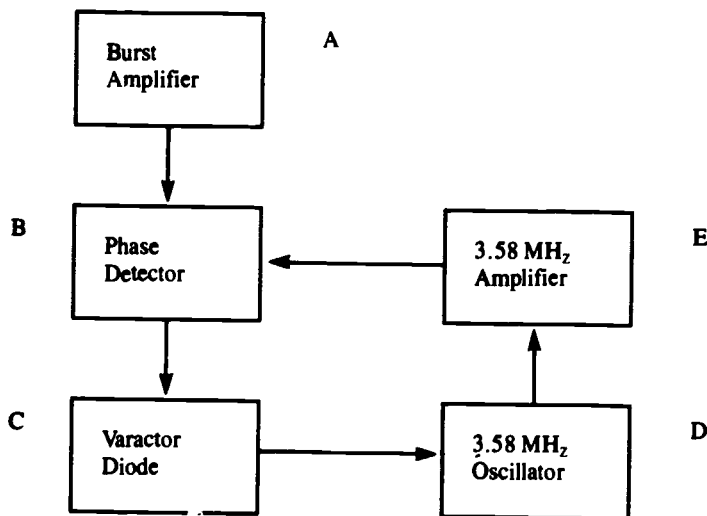 A
Burst
Amplifier
B
Phase
Detector
3.58 MHz
Amplifier
E
C
Varactor
Diode
3.58 MHz
Oscillator
D